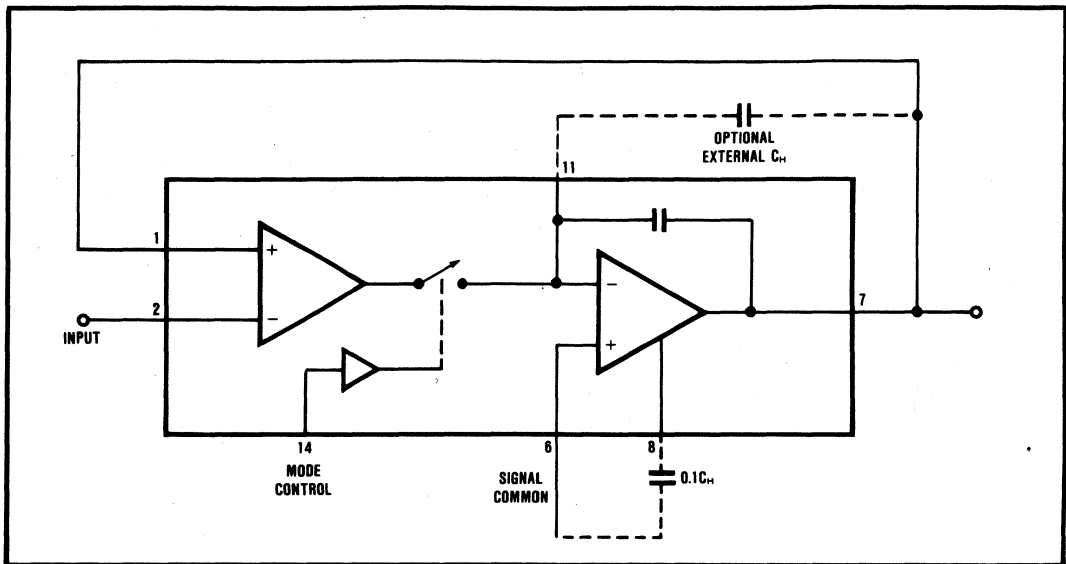 OPTIONAL
EXTERNAL CH
11
1
+
2
−
INPUT
−
+
7
14
MODE
CONTROL
6
SIGNAL
COMMON
8
0.1CH